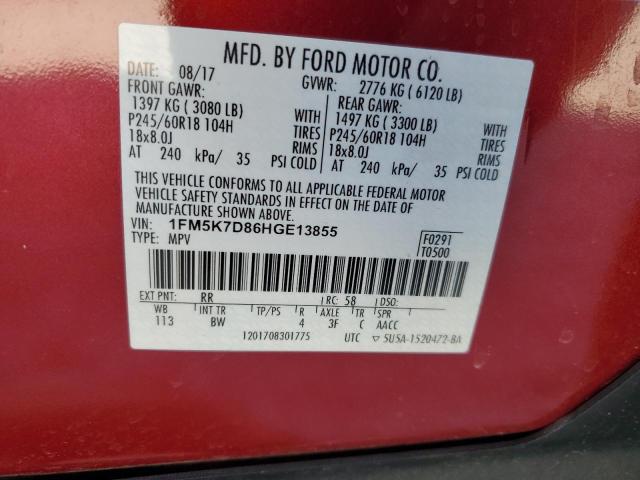 MFD. BY FORD MOTOR CO.
DATE: 08/17 GVWR: 2776 KG ( 6120 LB)
FRONT GAWR: REAR GAWR:
1397 KG ( 3080 LB) WITH 1497 KG ( 3300 LB) WITH
P245/60R18 104H TIRES P245/60R18 104H TIRES
18x8.0J RIMS 18x8.0J RIMS
AT 240 kPa/ 35 PSI COLD AT 240 kPa/ 35 PSI COLD
THIS VEHICLE CONFORMS TO ALL APPLICABLE FEDERAL MOTOR
VEHICLE SAFETY STANDARDS IN EFFECT ON THE DATE OF
MANUFACTURE SHOWN ABOVE.
VIN: 1FM5K7D86HGE13855 F0291
TYPE: MPV T0500
EXT PNT: RR RC: 58 DSO:
WB INT TR TP/PS R AXLE TR SPR
113 BW 4 3F C AACC
1201708301775 UTC ▽ 5U5A-1520472-BA